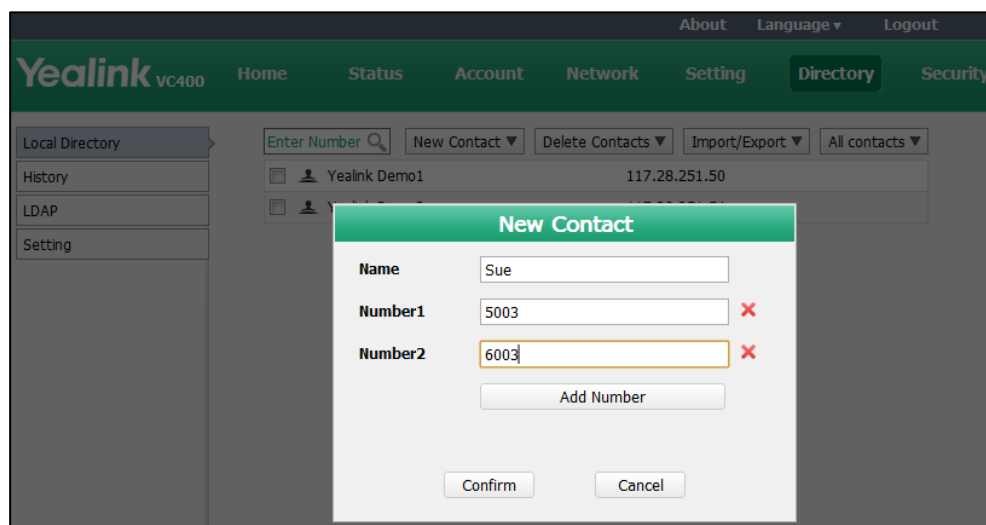 About Language▾ Logout
Yealink VC400 Home Status Account Network Setting Directory Security
Local Directory
Enter Number New Contact▼ Delete Contacts▼ Import/Export▼ All contacts▼
History
Yealink Demo1 117.28.251.50
LDAP
Setting
New Contact
Name Sue
Number1 5003
Number2 6003
Add Number
Confirm Cancel